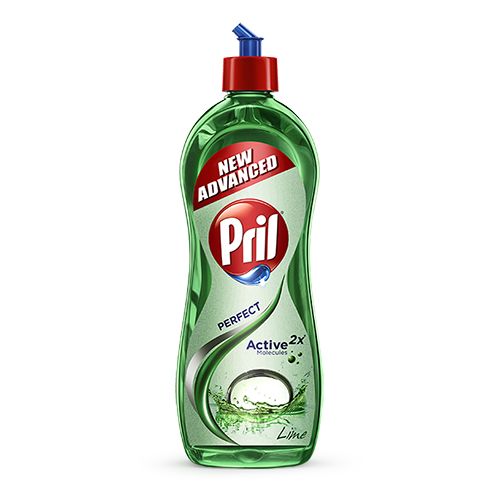 NEW
ADVANCED
Pril
PERFECT
Active 2x
Molecules
Lime